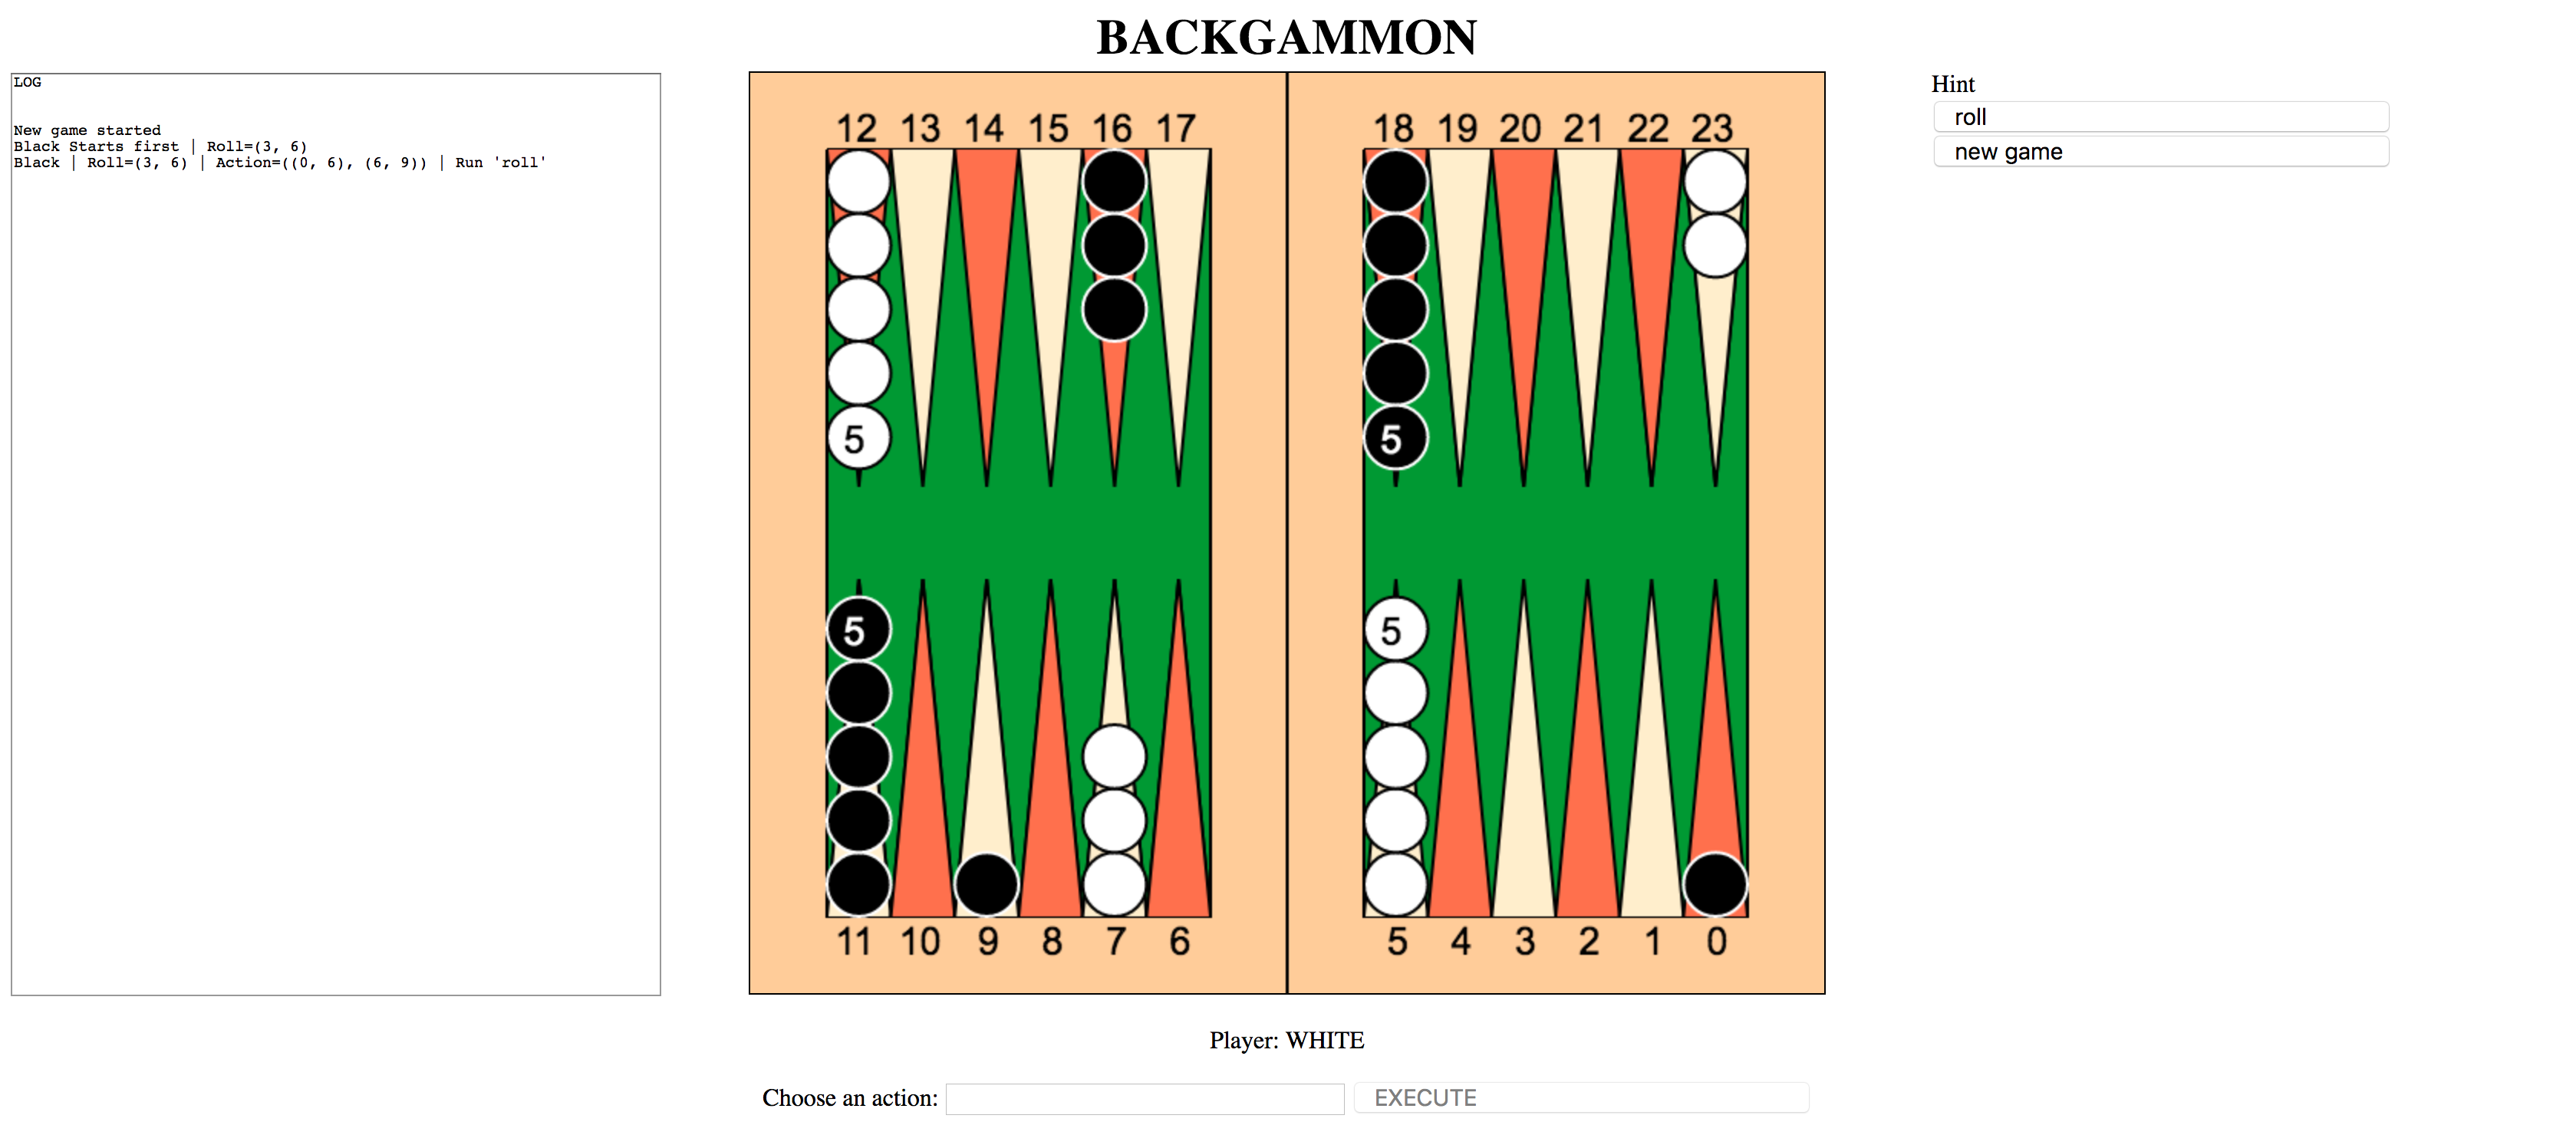 BACKGAMMON
LOG
New game started
Black Starts first | Roll=(3, 6)
Black | Roll=(3, 6) | Action=((0, 6), (6, 9)) | Run 'roll'
12 13 14 15 16 17 18 19 20 21 22 23
5 5
5 5
11 10 9 8 7 6 5 4 3 2 1 0
Player: WHITE
Choose an action: EXECUTE
Hint
roll
new game